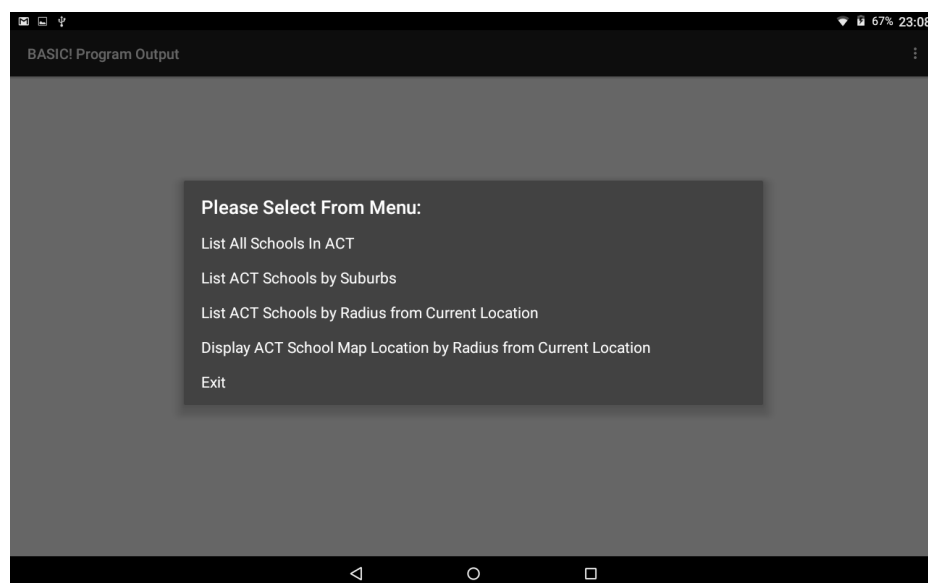 67% 23:08
BASIC! Program Output
Please Select From Menu:
List All Schools In ACT
List ACT Schools by Suburbs
List ACT Schools by Radius from Current Location
Display ACT School Map Location by Radius from Current Location
Exit